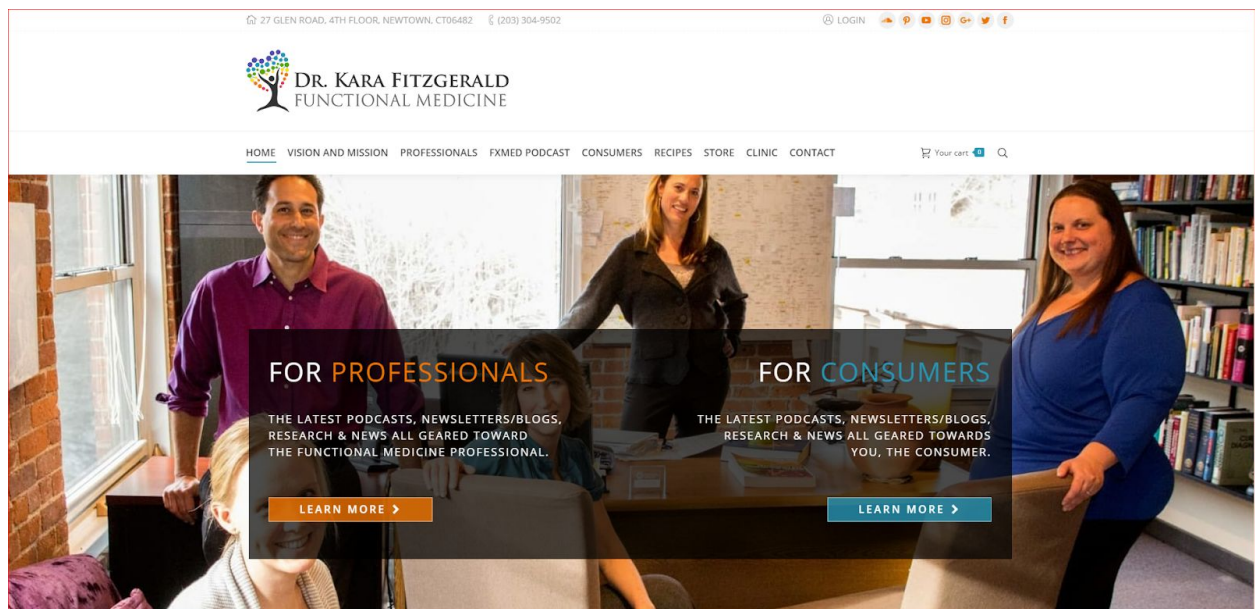 27 GLEN ROAD, 4TH FLOOR, NEWTOWN, CT06482 (203) 304-9502 LOGIN
DR. KARA FITZGERALD
FUNCTIONAL MEDICINE
HOME VISION AND MISSION PROFESSIONALS FXMED PODCAST CONSUMERS RECIPES STORE CLINIC CONTACT Your cart 0
FOR PROFESSIONALS
THE LATEST PODCASTS, NEWSLETTERS/BLOGS,
RESEARCH & NEWS ALL GEARED TOWARD
THE FUNCTIONAL MEDICINE PROFESSIONAL.
LEARN MORE
FOR CONSUMERS
THE LATEST PODCASTS, NEWSLETTERS/BLOGS,
RESEARCH & NEWS ALL GEARED TOWARDS
YOU, THE CONSUMER.
LEARN MORE